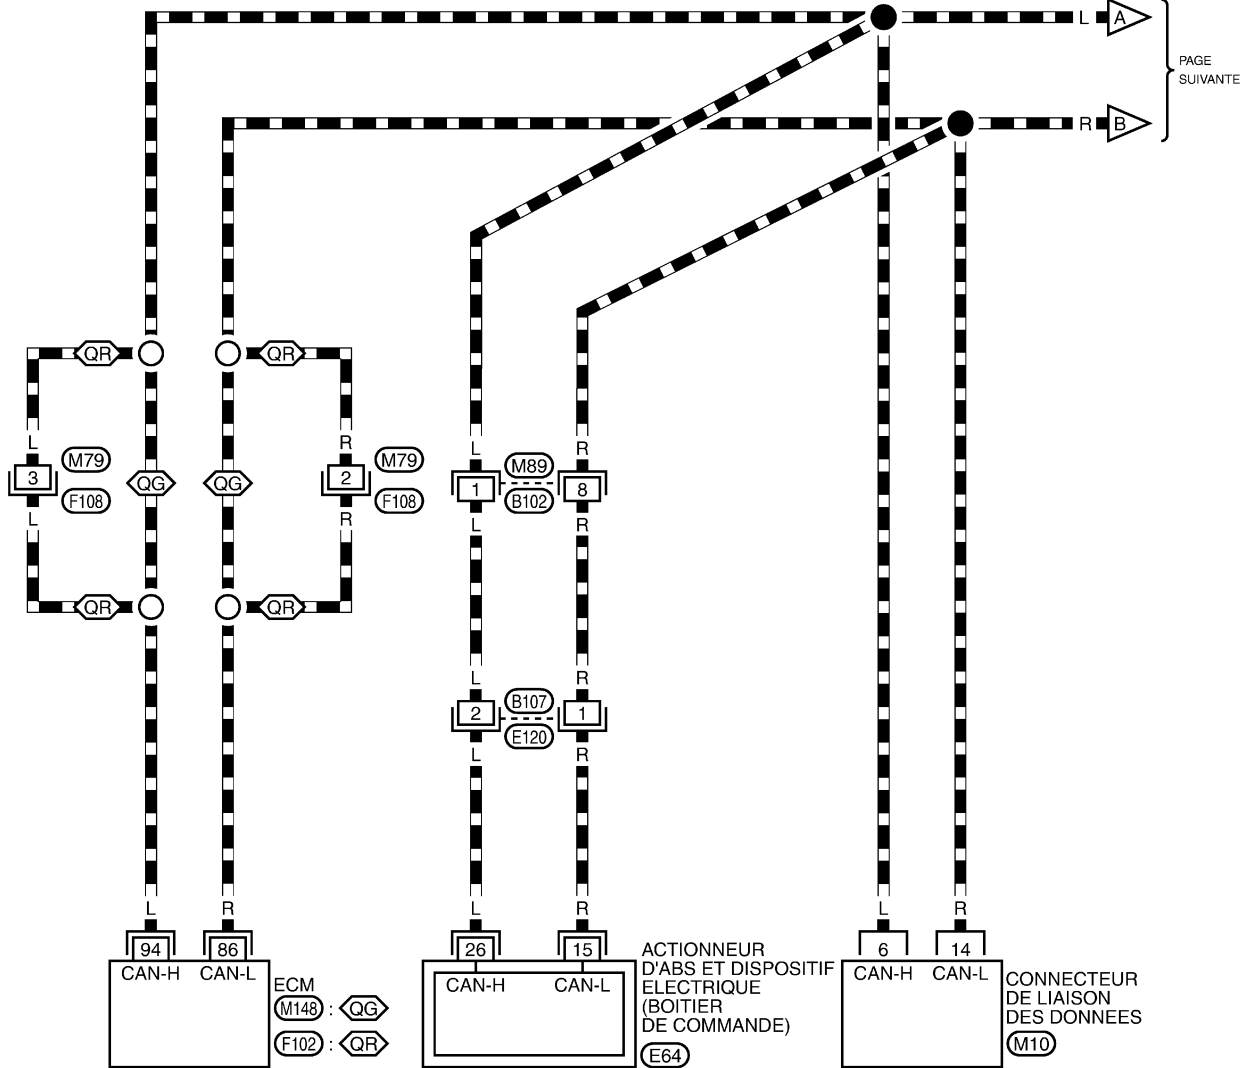 L A
PAGE
SUIVANTE
R B
QR QR
L R L R
3 M79 2 M79 M89
QG QG 1 8
F108 F108 B102
L R L R
QR QR
L R
B107
2 1
E120
L R
L R L R L R
94 86 26 15 6 14
CAN-H CAN-L CAN-H CAN-L CAN-H CAN-L
ECM
M148 : QG
F102 : QR
ACTIONNEUR
D'ABS ET DISPOSITIF
ELECTRIQUE
(BOITIER
DE COMMANDE)
E64
CONNECTEUR
DE LIAISON
DES DONNEES
M10